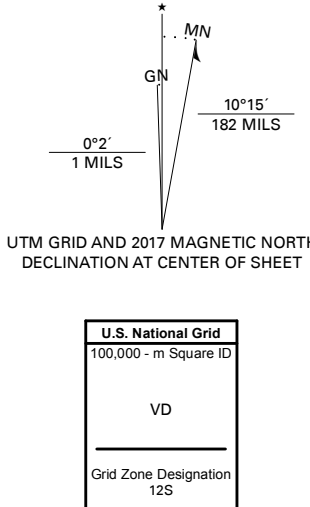 ★
MN
GN
10°15´
182 MILS
0°2´
1 MILS
UTM GRID AND 2017 MAGNETIC NORTH
DECLINATION AT CENTER OF SHEET
U.S. National Grid
100,000 - m Square ID
VD
Grid Zone Designation
12S